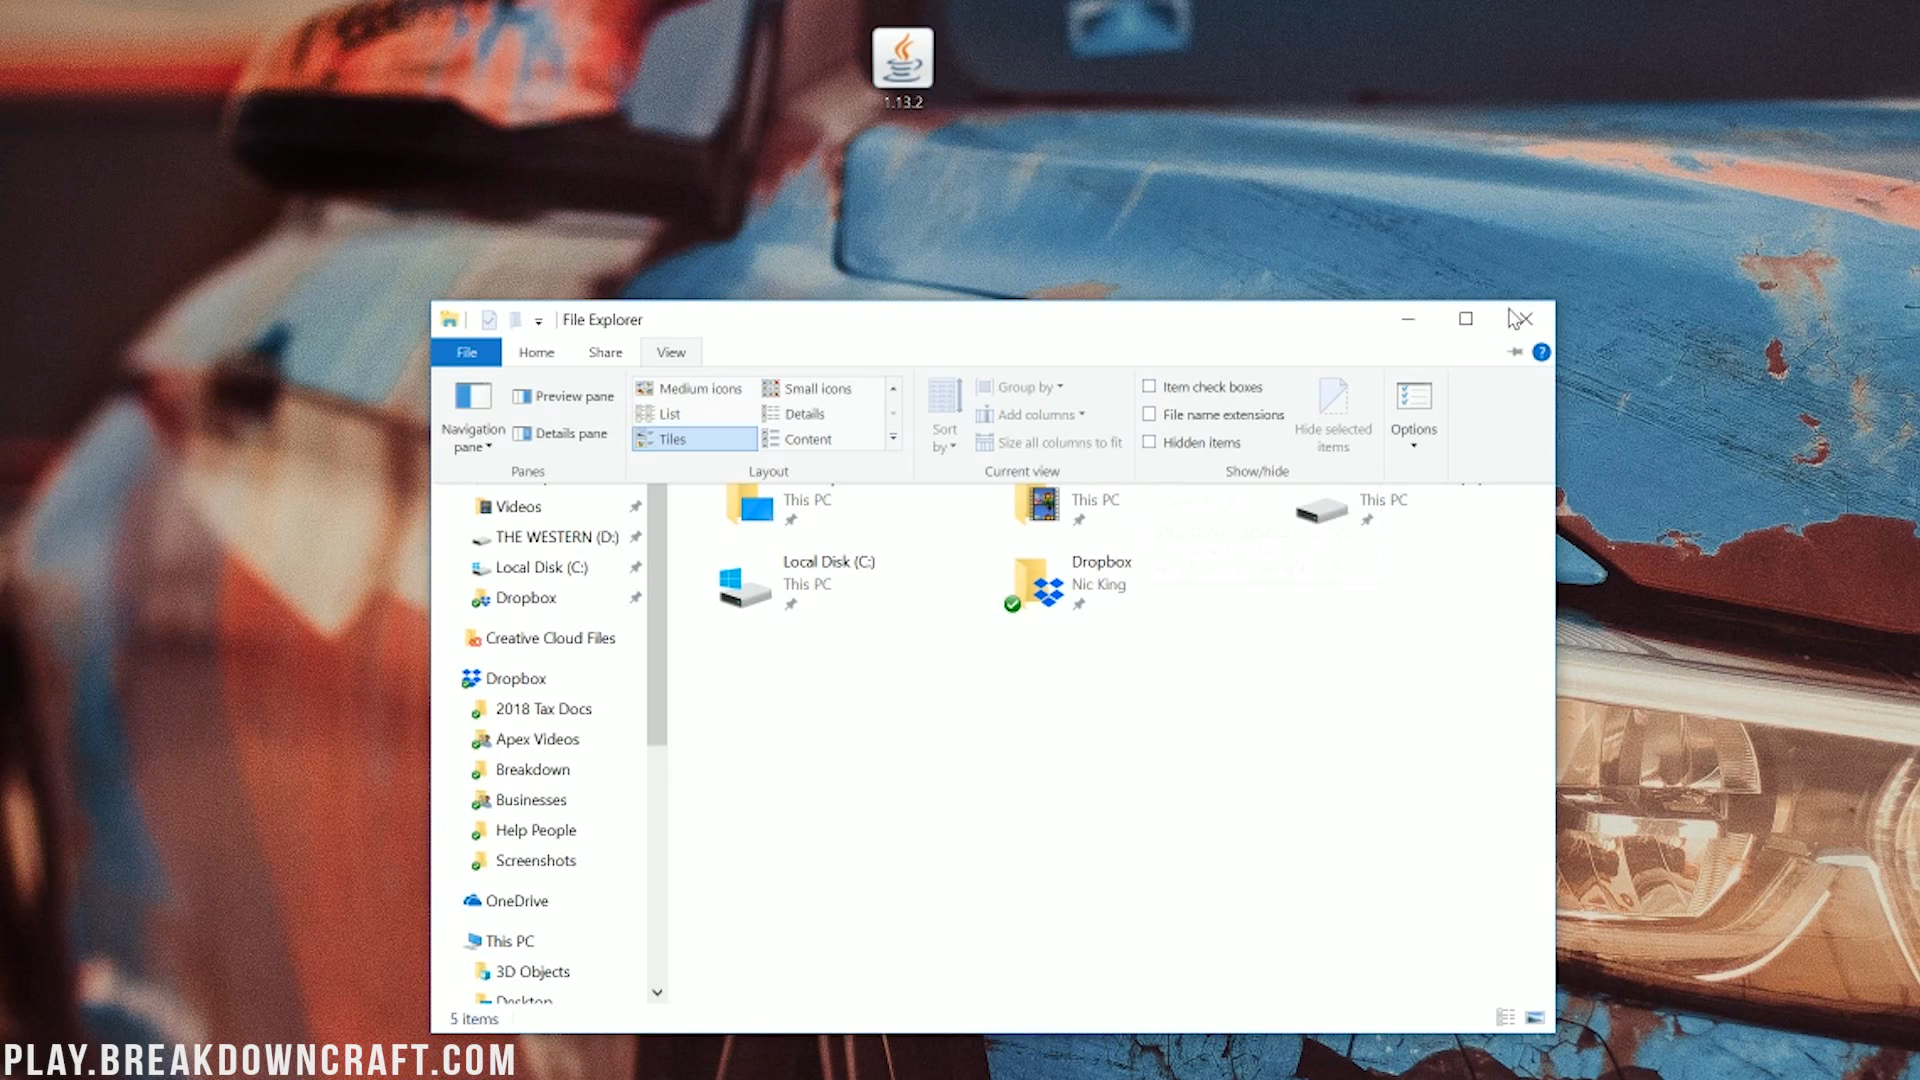 1.13.2
File Explorer
File
Home
Share
View
Navigation
pane
Preview pane
Details pane
Panes
Medium icons
Small icons
List
Details
Tiles
Content
Layout
Sort
by
Group by
Add columns
Size all columns to fit
Current view
Item check boxes
File name extensions
Hidden items
Hide selected
items
Show/hide
Options
?
Videos
THE WESTERN (D:)
Local Disk (C:)
Dropbox
Creative Cloud Files
Dropbox
2018 Tax Docs
Apex Videos
Breakdown
Businesses
Help People
Screenshots
OneDrive
This PC
3D Objects
Desktop
This PC
This PC
This PC
Local Disk (C:)
This PC
Dropbox
Nic King
5 items
PLAY.BREAKDOWNCRAFT.COM